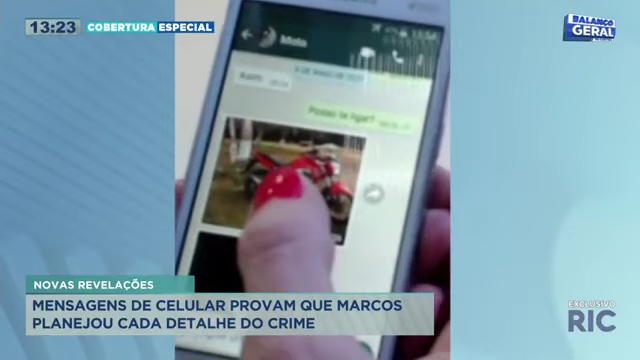 13:23
COBERTURA ESPECIAL
BALANÇO
GERAL
Moto
Posso te ligar?
NOVAS REVELAÇÕES
MENSAGENS DE CELULAR PROVAM QUE MARCOS
PLANEJOU CADA DETALHE DO CRIME
EXCLUSIVO
RIC